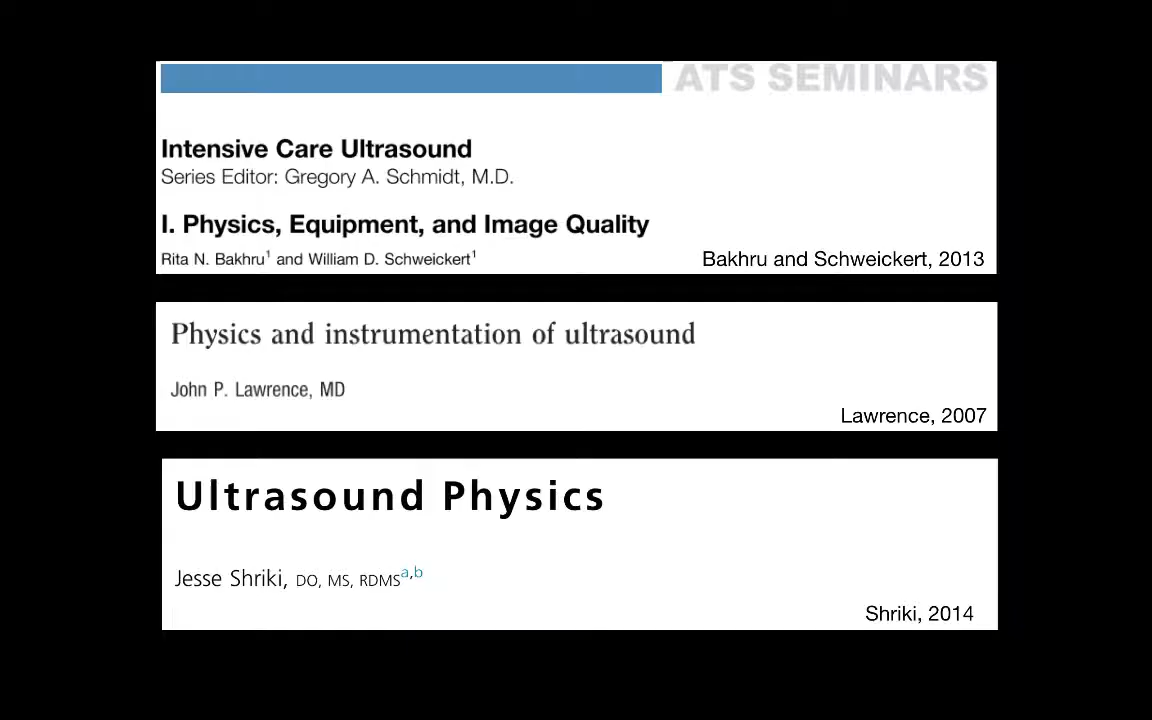 ATS SEMINARS
Intensive Care Ultrasound
Series Editor: Gregory A. Schmidt, M.D.
I. Physics, Equipment, and Image Quality
Rita N. Bakhru¹ and William D. Schweickert¹
Bakhru and Schweickert, 2013
Physics and instrumentation of ultrasound
John P. Lawrence, MD
Lawrence, 2007
Ultrasound Physics
Jesse Shriki, DO, MS, RDMSa,b
Shriki, 2014